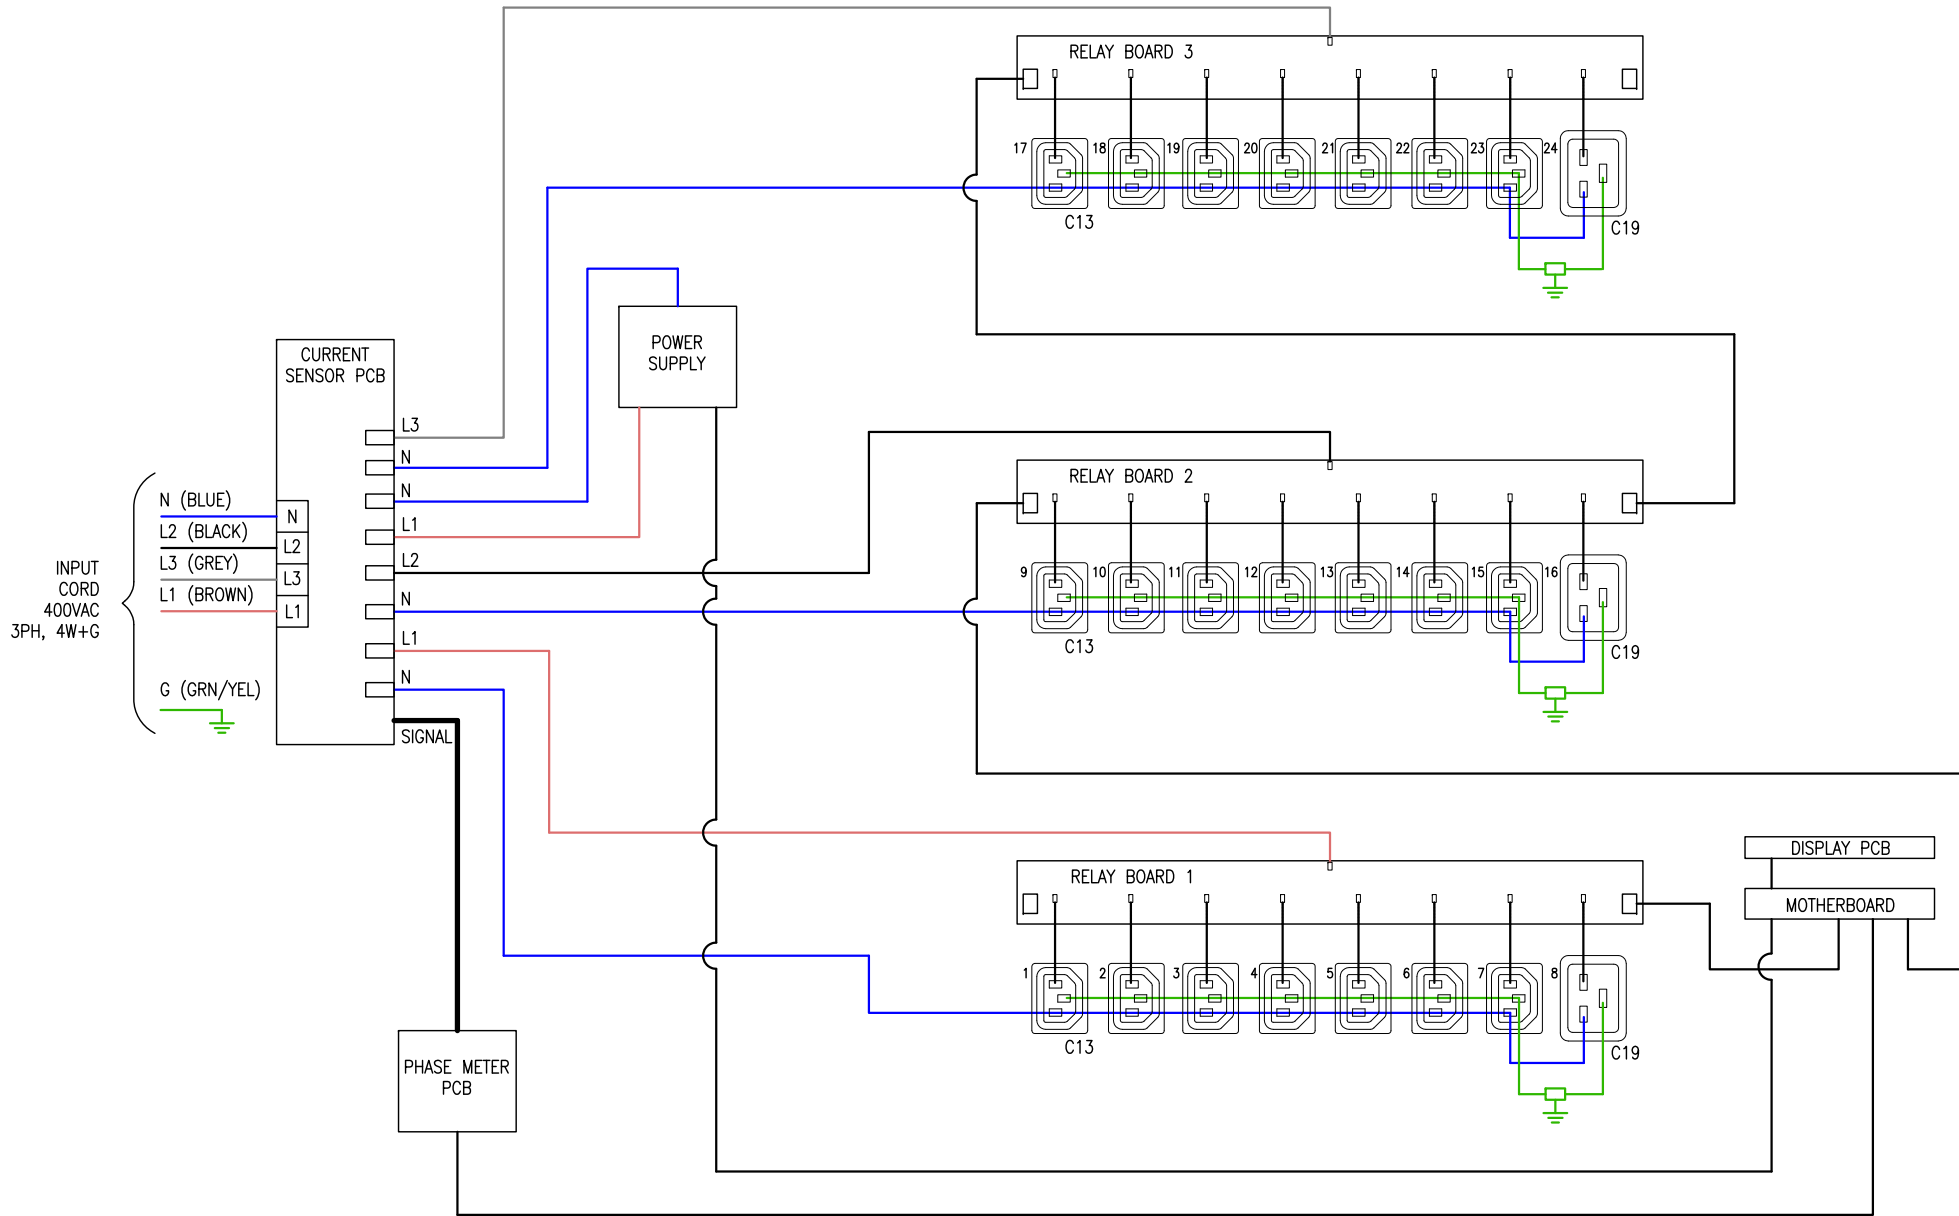 RELAY BOARD 3
17 18 19 20 21 22 23 24
C13 C19
POWER
SUPPLY
CURRENT
SENSOR PCB
L3
N
N
L1
L2
N
L1
N
SIGNAL
N (BLUE)
L2 (BLACK)
L3 (GREY)
L1 (BROWN)
G (GRN/YEL)
N
L2
L3
L1
INPUT
CORD
400VAC
3PH, 4W+G
RELAY BOARD 2
9 10 11 12 13 14 15 16
C13 C19
DISPLAY PCB
MOTHERBOARD
RELAY BOARD 1
1 2 3 4 5 6 7 8
C13 C19
PHASE METER
PCB